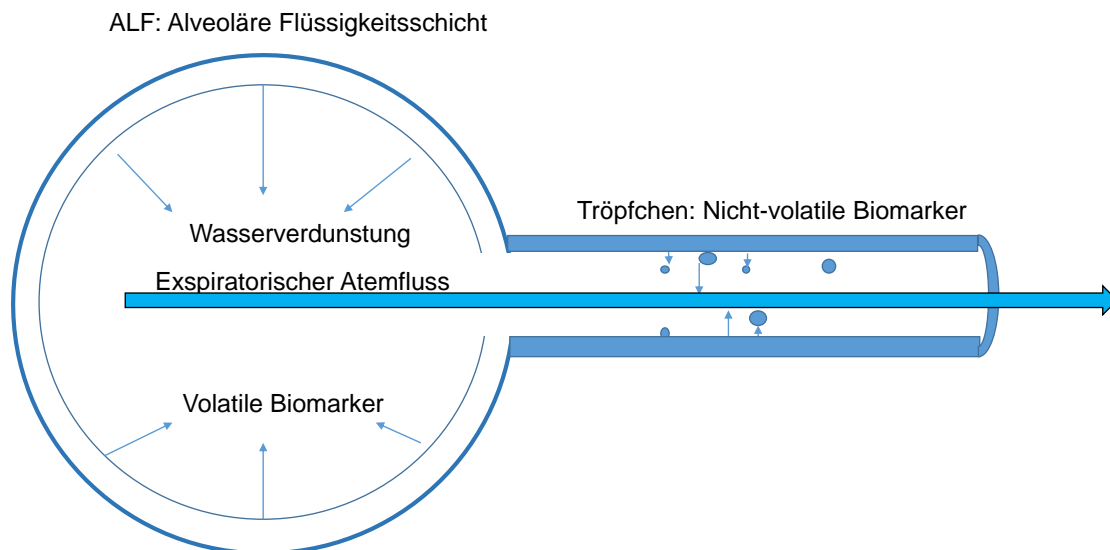 ALF: Alveoläre Flüssigkeitsschicht
Tröpfchen: Nicht-volatile Biomarker
Wasserverdunstung
Exspiratorischer Atemfluss
Volatile Biomarker